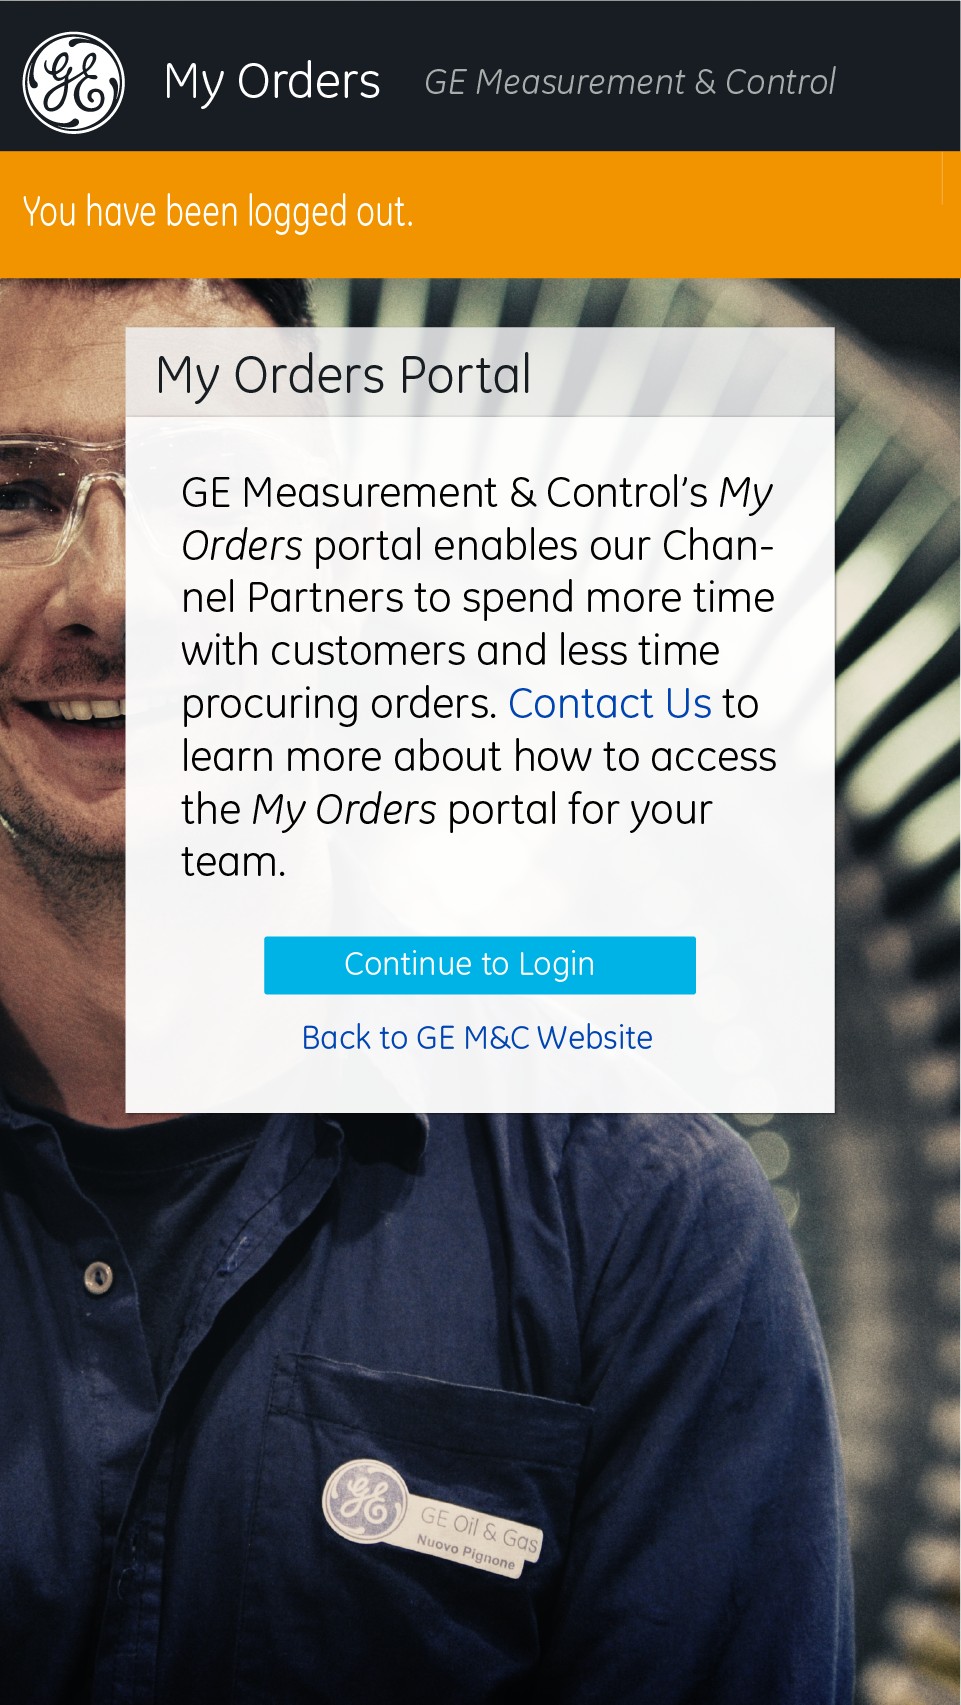 GE
My Orders GE Measurement & Control
You have been logged out.
My Orders Portal
GE Measurement & Control's My
Orders portal enables our Chan-
nel Partners to spend more time
with customers and less time
procuring orders. Contact Us to
learn more about how to access
the My Orders portal for your
team.
Continue to Login
Back to GE M&C Website
GE
GE Oil & Gas
Nuovo Pignone